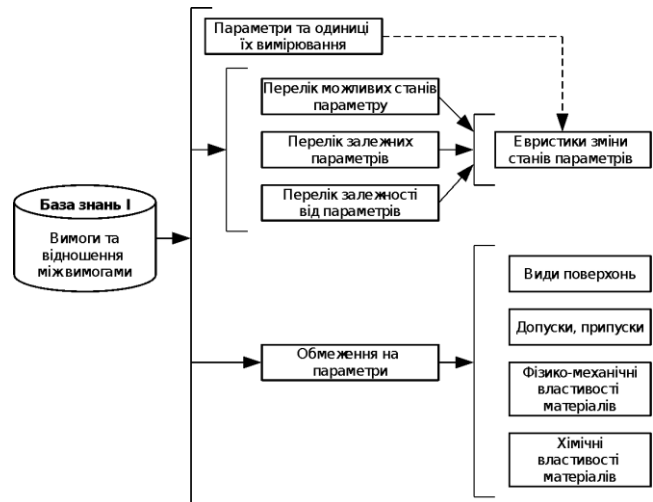 Параметри та одиниці
їх вимірювання
Перелік можливих станів
параметру
Перелік залежних
параметрів
Перелік залежності
від параметрів
Евристики зміни
станів параметрів
База знань І
Вимоги та
відношення
між вимогами
Обмеження на
параметри
Види поверхонь
Допуски, припуски
Фізико-механічні
властивості
матеріалів
Хімічні
властивості
матеріалів